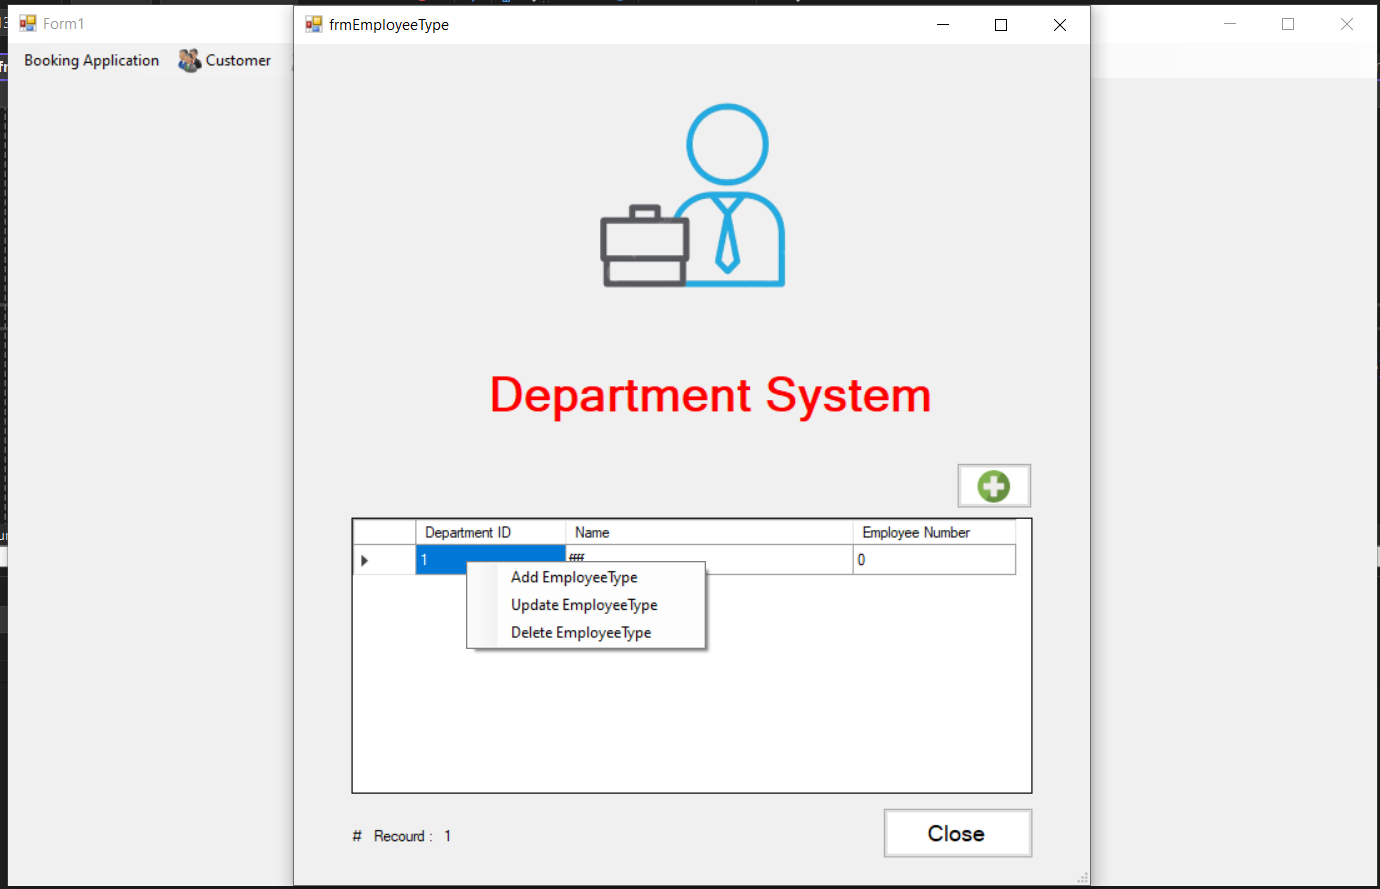 Form1
frmEmployeeType
Booking Application
Customer
Department System
Department ID Name Employee Number
1 ffff 0
Add EmployeeType
Update EmployeeType
Delete EmployeeType
# Recourd : 1
Close